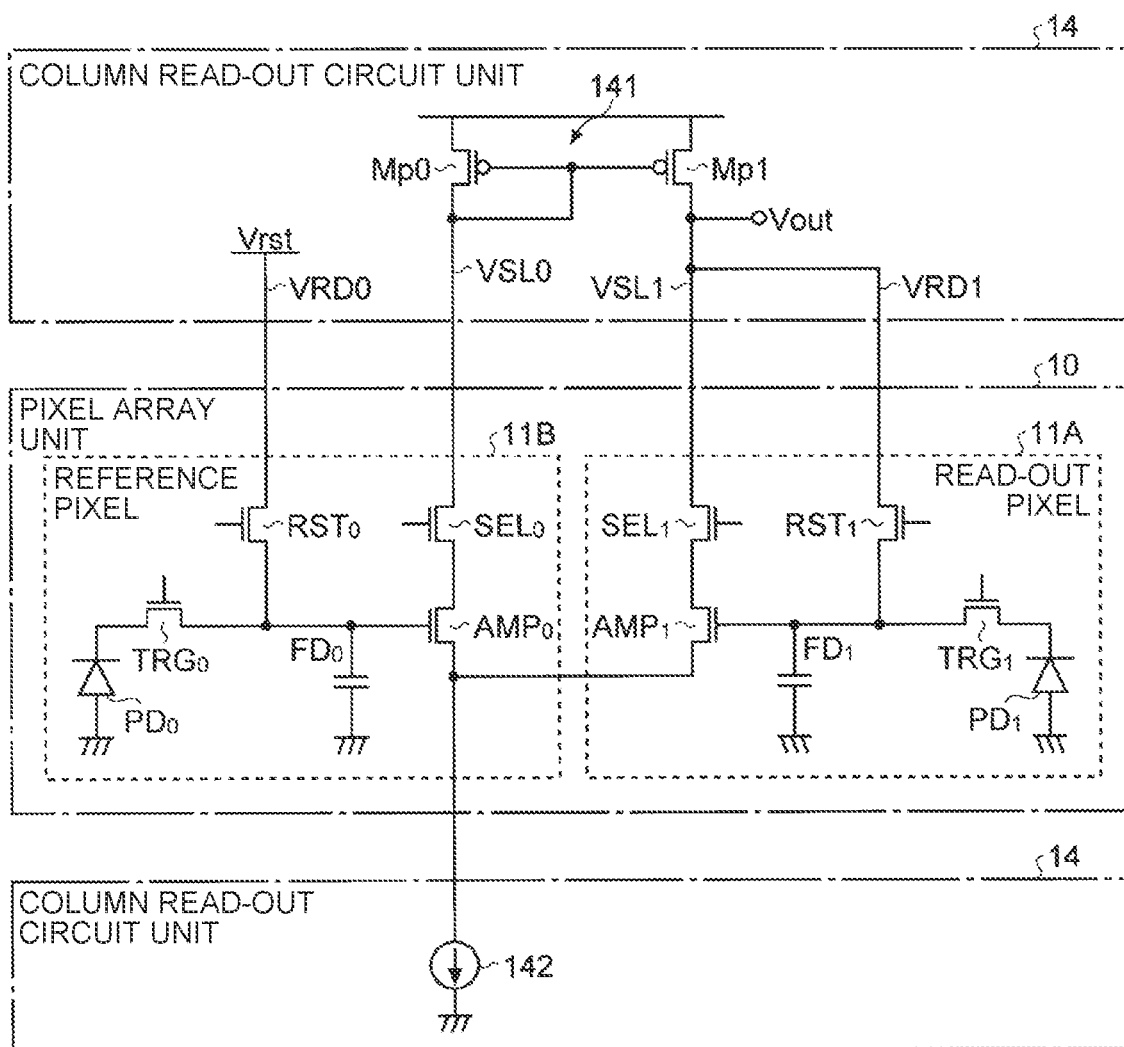 14
COLUMN READ-OUT CIRCUIT UNIT
141
Mp0
Mp1
Vout
Vrst
VRD0
VSL0
VSL1
VRD1
10
PIXEL ARRAY
UNIT
11B
11A
REFERENCE
PIXEL
READ-OUT
PIXEL
RST0
SEL0
SEL1
RST1
TRG0
FD0
AMP0
AMP1
FD1
TRG1
PD0
PD1
14
COLUMN READ-OUT
CIRCUIT UNIT
142